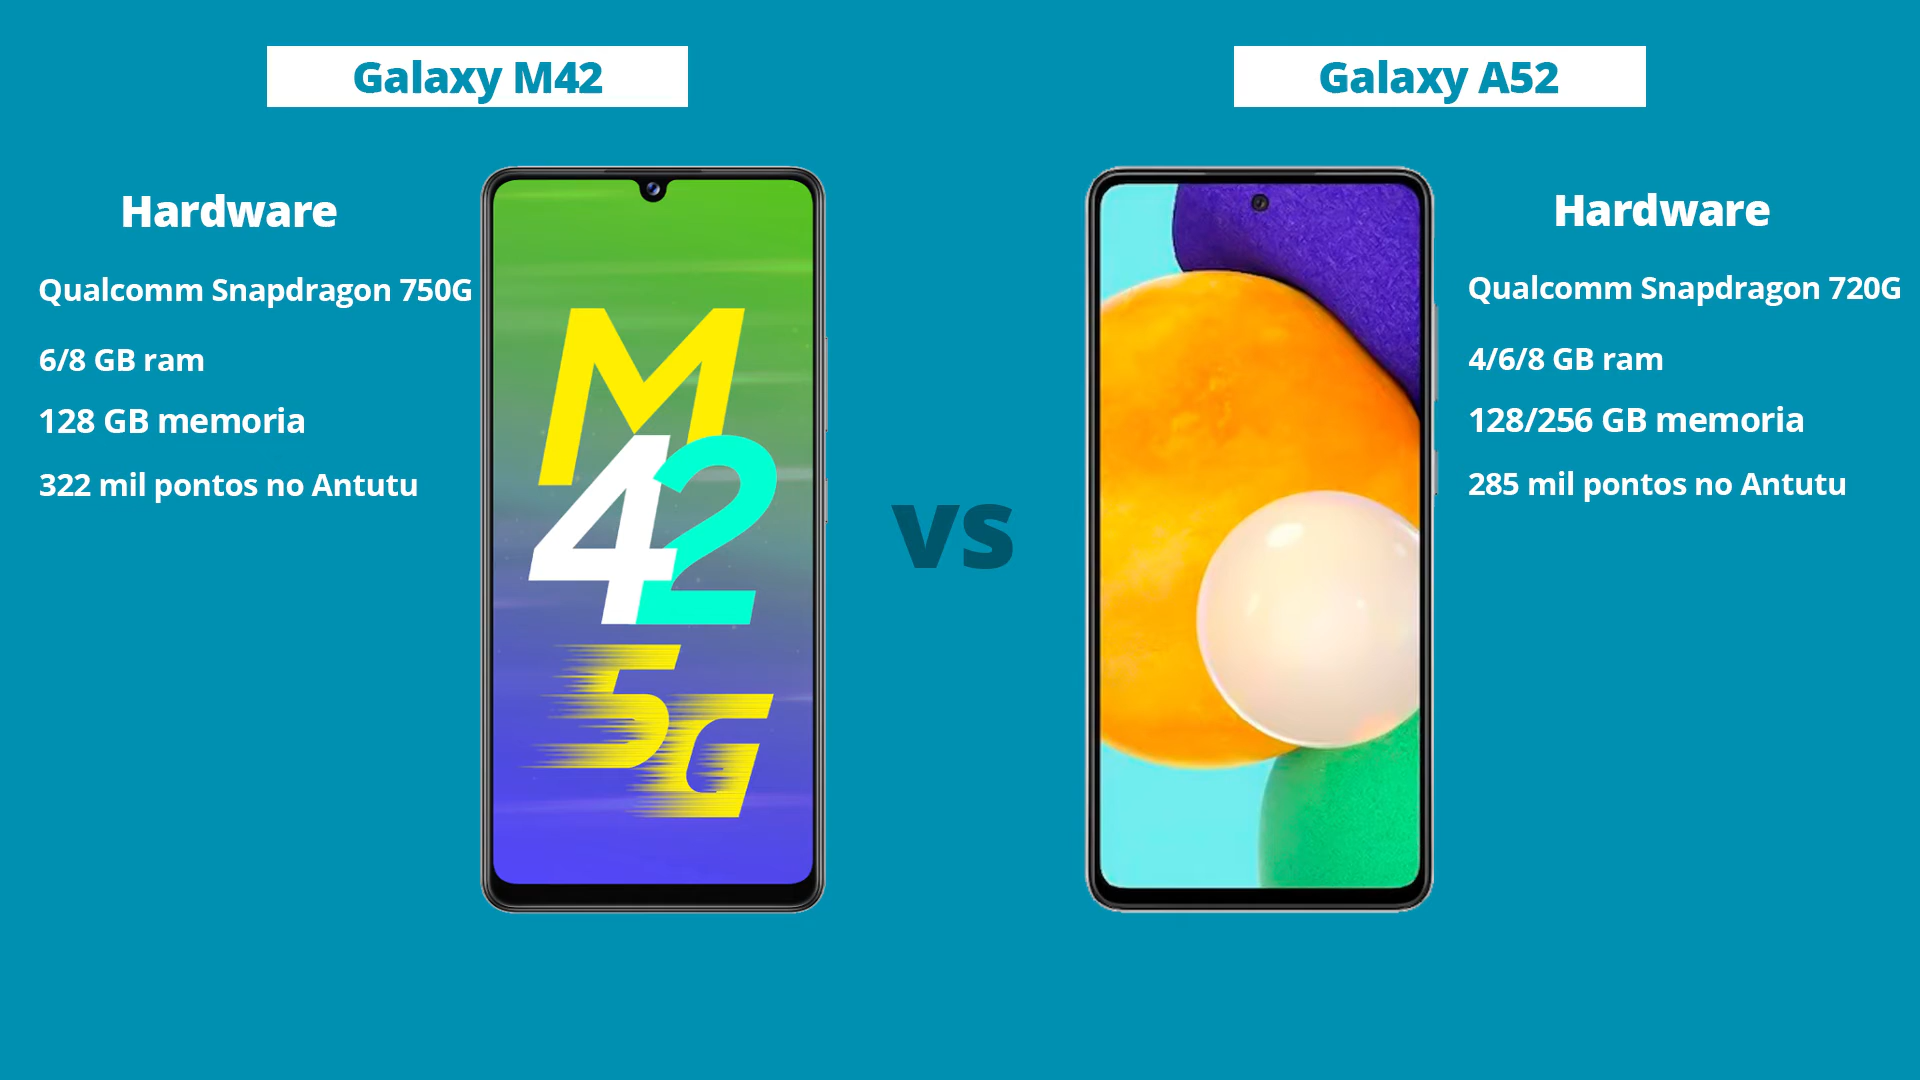 Galaxy M42
Hardware
Qualcomm Snapdragon 750G
6/8 GB ram
128 GB memoria
322 mil pontos no Antutu
M
42
5G
VS
Galaxy A52
Hardware
Qualcomm Snapdragon 720G
4/6/8 GB ram
128/256 GB memoria
285 mil pontos no Antutu